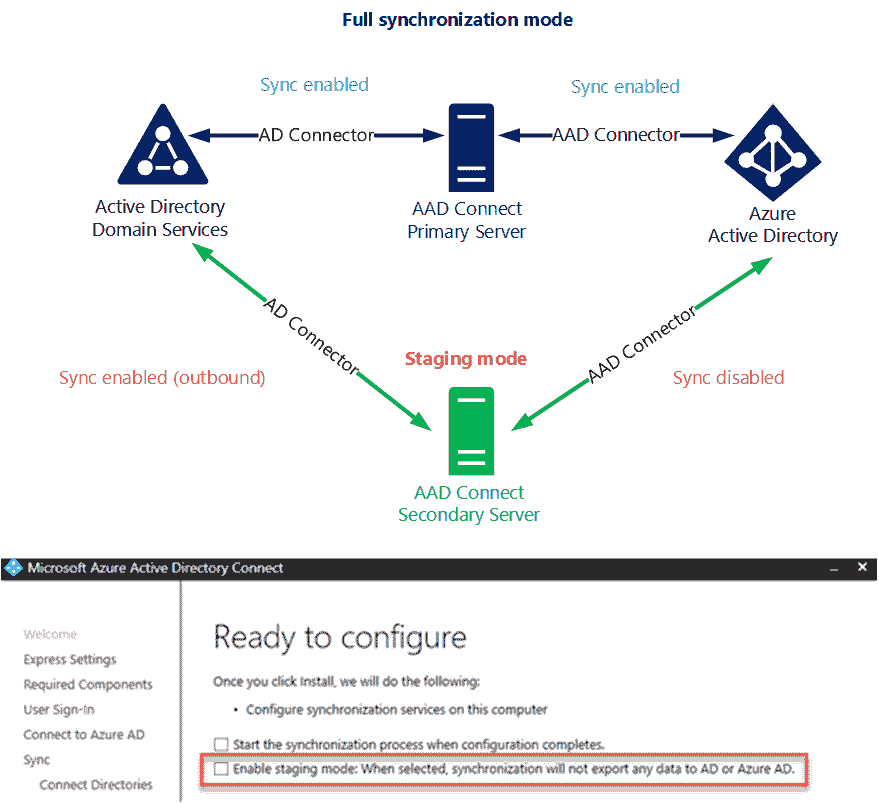 Full synchronization mode
Sync enabled
Sync enabled
AD Connector
AAD Connector
Active Directory
Domain Services
AAD Connect
Primary Server
Azure
Active Directory
AD Connector
AAD Connector
Staging mode
Sync enabled (outbound)
Sync disabled
AAD Connect
Secondary Server
Microsoft Azure Active Directory Connect
Welcome
Express Settings
Required Components
User Sign-In
Connect to Azure AD
Sync
Connect Directories
Ready to configure
Once you click Install, we will do the following:
• Configure synchronization services on this computer
Start the synchronization process when configuration completes.
Enable staging mode: When selected, synchronization will not export any data to AD or Azure AD.